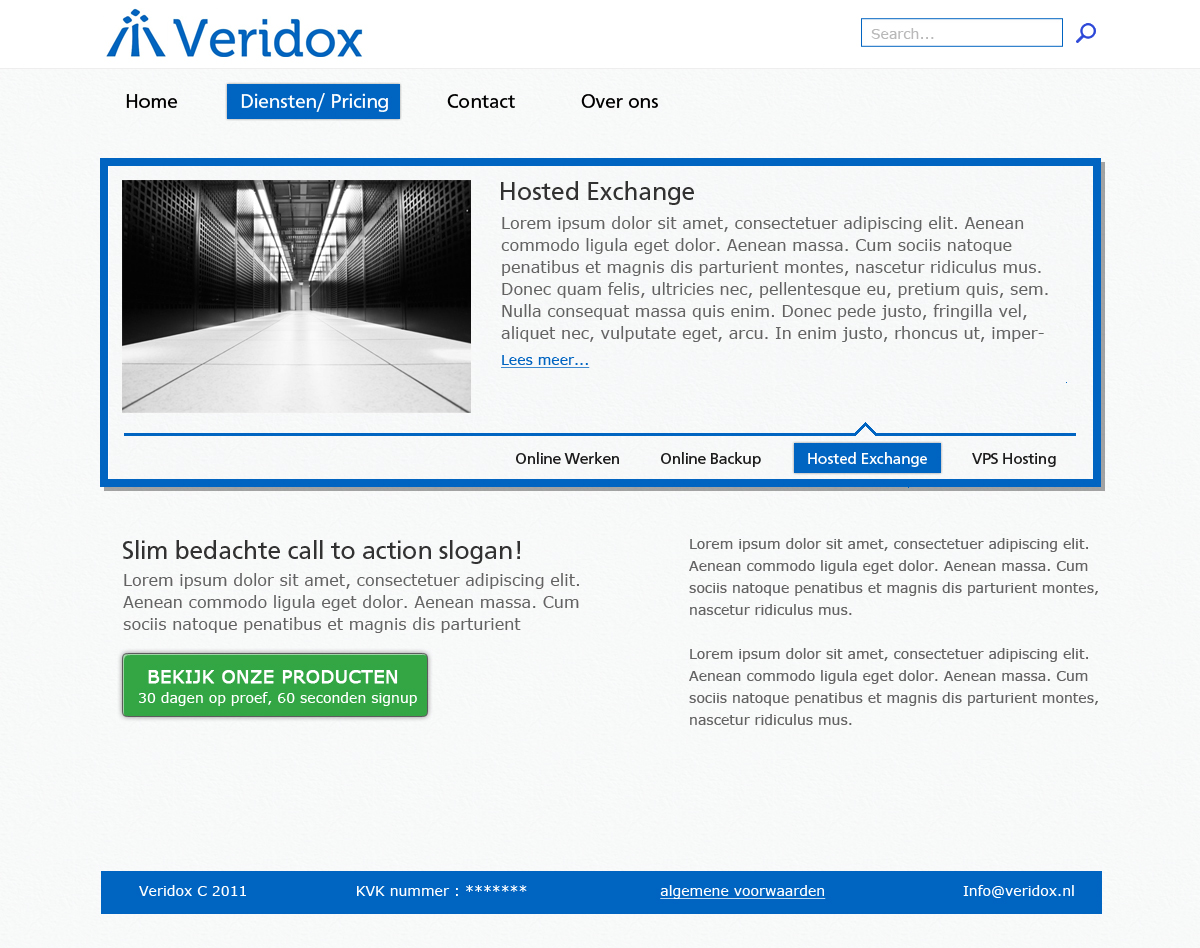 Veridox
Search...
Home
Diensten/ Pricing
Contact
Over ons
Hosted Exchange
Lorem ipsum dolor sit amet, consectetuer adipiscing elit. Aenean
commodo ligula eget dolor. Aenean massa. Cum sociis natoque
penatibus et magnis dis parturient montes, nascetur ridiculus mus.
Donec quam felis, ultricies nec, pellentesque eu, pretium quis, sem.
Nulla consequat massa quis enim. Donec pede justo, fringilla vel,
aliquet nec, vulputate eget, arcu. In enim justo, rhoncus ut, imper-
Lees meer...
Online Werken
Online Backup
Hosted Exchange
VPS Hosting
Slim bedachte call to action slogan!
Lorem ipsum dolor sit amet, consectetuer adipiscing elit.
Aenean commodo ligula eget dolor. Aenean massa. Cum
sociis natoque penatibus et magnis dis parturient
BEKIJK ONZE PRODUCTEN
30 dagen op proef, 60 seconden signup
Lorem ipsum dolor sit amet, consectetuer adipiscing elit.
Aenean commodo ligula eget dolor. Aenean massa. Cum
sociis natoque penatibus et magnis dis parturient montes,
nascetur ridiculus mus.
Lorem ipsum dolor sit amet, consectetuer adipiscing elit.
Aenean commodo ligula eget dolor. Aenean massa. Cum
sociis natoque penatibus et magnis dis parturient montes,
nascetur ridiculus mus.
Veridox C 2011
KVK nummer : *******
algemene voorwaarden
Info@veridox.nl